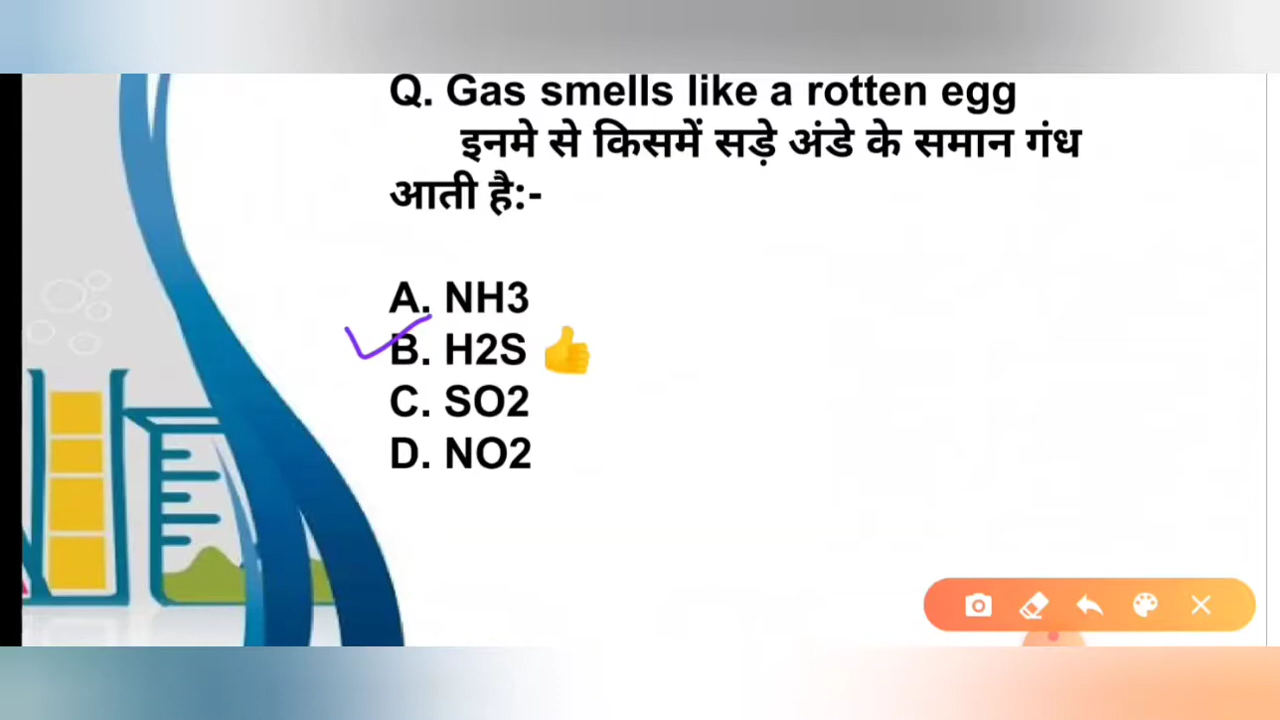 Q. Gas smells like a rotten egg
इनमे से किसमें सड़े अंडे के समान गंध
आती है:-
A. NH3
B. H2S 👍
C. SO2
D. NO2